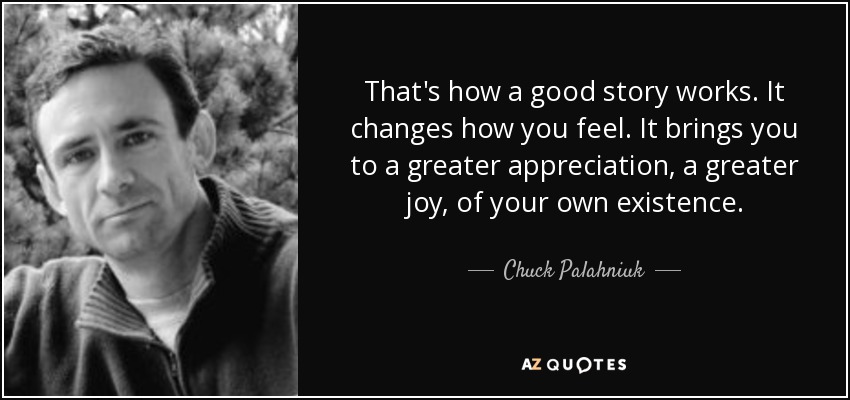 That's how a good story works. It
changes how you feel. It brings you
to a greater appreciation, a greater
joy, of your own existence.
Chuck Palahniuk
AZ QUOTES